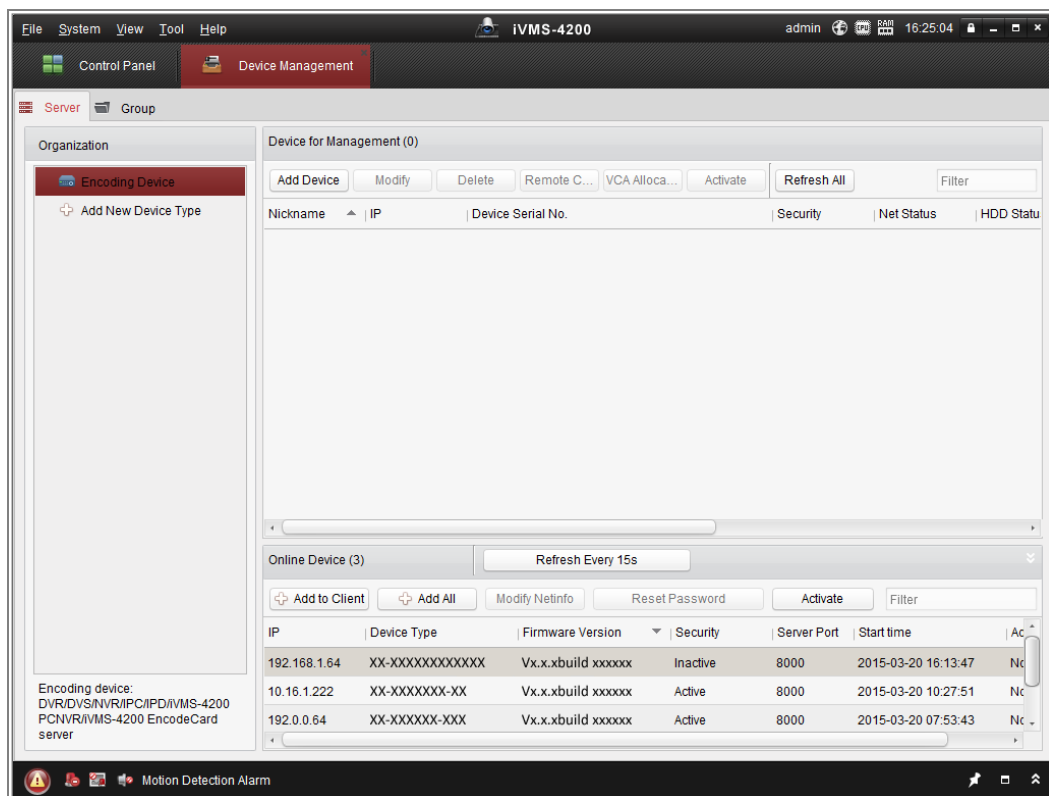 File System View Tool Help iVMS-4200 admin CPU RAM 16:25:04
Control Panel Device Management
Server Group
Organization
Encoding Device
Add New Device Type
Encoding device:
DVR/DVS/NVR/IPC/IPD/iVMS-4200
PCNVR/iVMS-4200 EncodeCard
server
Device for Management (0)
Add Device Modify Delete Remote C... VCA Alloca... Activate Refresh All Filter
Nickname IP Device Serial No. Security Net Status HDD Statu
Online Device (3) Refresh Every 15s
Add to Client Add All Modify Netinfo Reset Password Activate Filter
IP Device Type Firmware Version Security Server Port Start time Ac
192.168.1.64 XX-XXXXXXXXXXXX Vx.x.xbuild xxxxxx Inactive 8000 2015-03-20 16:13:47 No
10.16.1.222 XX-XXXXXXX-XX Vx.x.xbuild xxxxxx Active 8000 2015-03-20 10:27:51 No
192.0.0.64 XX-XXXXXX-XXX Vx.x.xbuild xxxxxx Active 8000 2015-03-20 07:53:43 No
Motion Detection Alarm